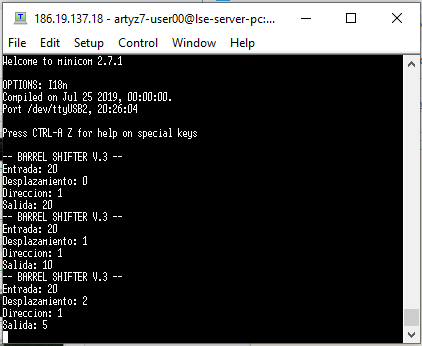 186.19.137.18 - artyz7-user00@lse-server-pc:...
File Edit Setup Control Window Help
Welcome to minicom 2.7.1
OPTIONS: I18n
Compiled on Jul 25 2019, 00:00:00.
Port /dev/ttyUSB2, 20:26:04
Press CTRL-A Z for help on special keys
-- BARREL SHIFTER V.3 --
Entrada: 20
Desplazamiento: 0
Direccion: 1
Salida: 20
-- BARREL SHIFTER V.3 --
Entrada: 20
Desplazamiento: 1
Direccion: 1
Salida: 10
-- BARREL SHIFTER V.3 --
Entrada: 20
Desplazamiento: 2
Direccion: 1
Salida: 5